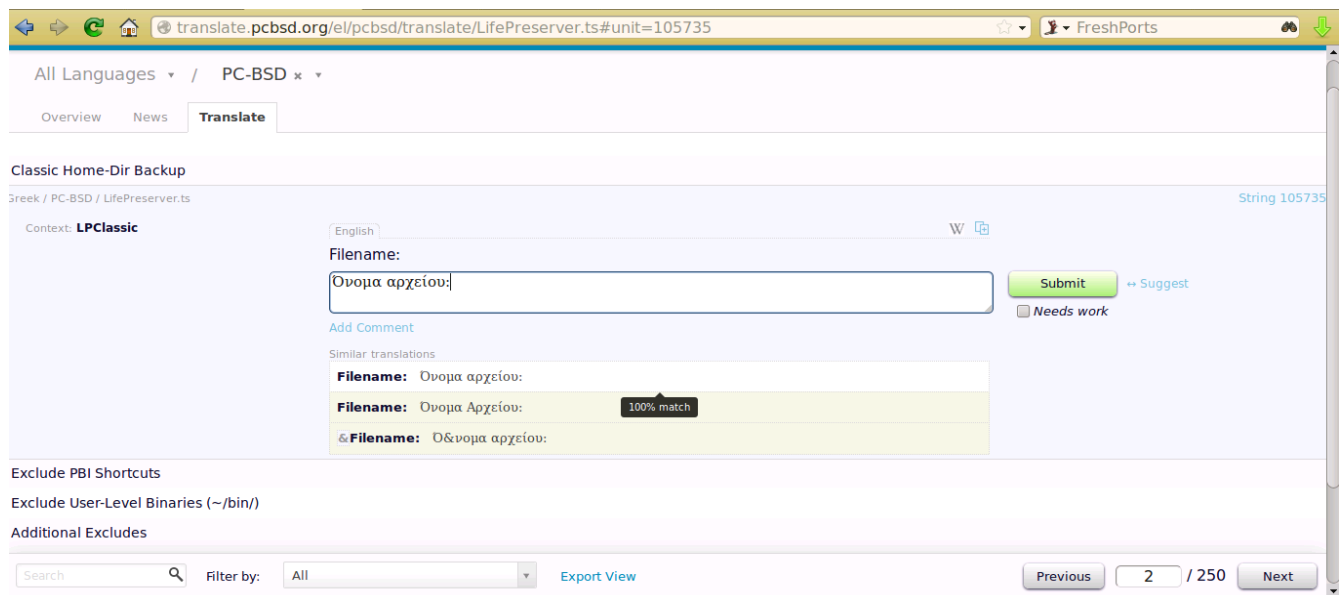 translate.pcbsd.org/el/pcbsd/translate/LifePreserver.ts#unit=105735 FreshPorts
All Languages / PC-BSD ×
Overview News Translate
Classic Home-Dir Backup
Greek / PC-BSD / LifePreserver.ts String 105735
Context: LPClassic
English W
Filename:
Όνομα αρχείου:
Submit ↔ Suggest
Needs work
Add Comment
Similar translations
Filename: Όνομα αρχείου:
Filename: Όνομα Αρχείου:
100% match
&Filename: Ό&νομα αρχείου:
Exclude PBI Shortcuts
Exclude User-Level Binaries (~/bin/)
Additional Excludes
Search Filter by: All Export View Previous 2 / 250 Next